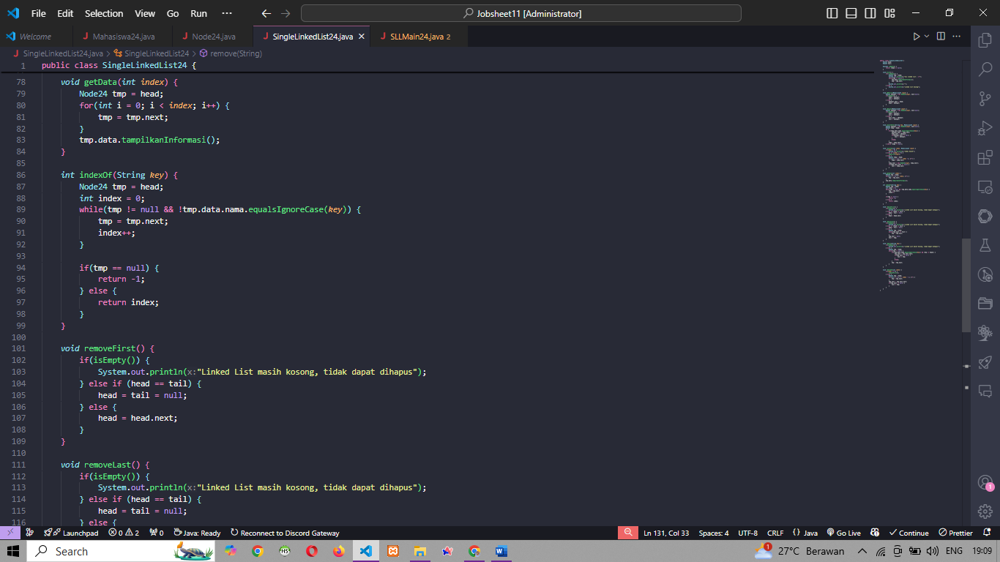 File Edit Selection View Go Run ··· Jobsheet11 [Administrator]
Welcome Mahasiswa24.java Node24.java SingleLinkedList24.java SLLMain24.java 2
SingleLinkedList24.java > SingleLinkedList24 > remove(String)
1 public class SingleLinkedList24 {
78 void getData(int index) {
79 Node24 tmp = head;
80 for(int i = 0; i < index; i++) {
81 tmp = tmp.next;
82 }
83 tmp.data.tampilkanInformasi();
84 }
85
86 int indexOf(String key) {
87 Node24 tmp = head;
88 int index = 0;
89 while(tmp != null && !tmp.data.nama.equalsIgnoreCase(key)) {
90 tmp = tmp.next;
91 index++;
92 }
93
94 if(tmp == null) {
95 return -1;
96 } else {
97 return index;
98 }
99 }
100
101 void removeFirst() {
102 if(isEmpty()) {
103 System.out.println(x:"Linked List masih kosong, tidak dapat dihapus");
104 } else if (head == tail) {
105 head = tail = null;
106 } else {
107 head = head.next;
108 }
109 }
110
111 void removeLast() {
112 if(isEmpty()) {
113 System.out.println(x:"Linked List masih kosong, tidak dapat dihapus");
114 } else if (head == tail) {
115 head = tail = null;
116 } else {
1
Launchpad 0 2 0 Java: Ready Reconnect to Discord Gateway Ln 131, Col 33 Spaces: 4 UTF-8 CRLF {} Java Go Live Continue Prettier
Search 1 27°C Berawan ENG 19:09